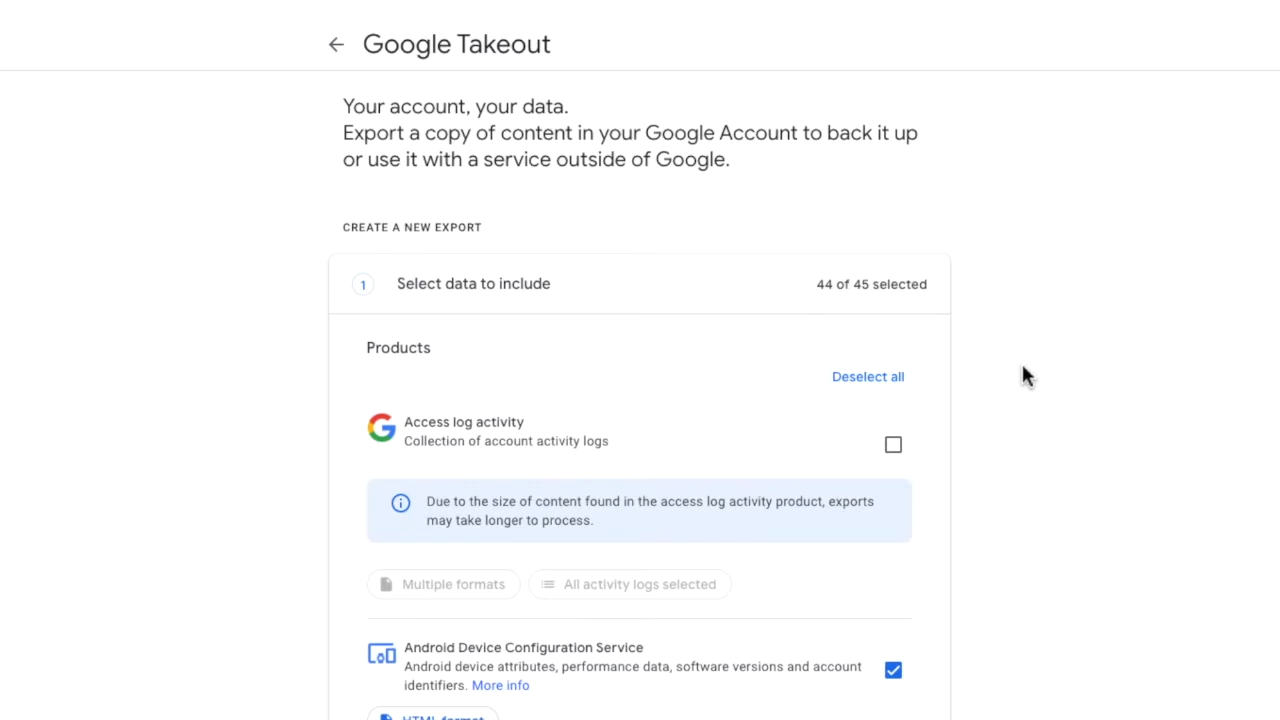 Google Takeout
Your account, your data.
Export a copy of content in your Google Account to back it up
or use it with a service outside of Google.
CREATE A NEW EXPORT
1 Select data to include 44 of 45 selected
Products
Deselect all
Access log activity
Collection of account activity logs
Due to the size of content found in the access log activity product, exports
may take longer to process.
Multiple formats All activity logs selected
Android Device Configuration Service
Android device attributes, performance data, software versions and account
identifiers. More info
HTML format